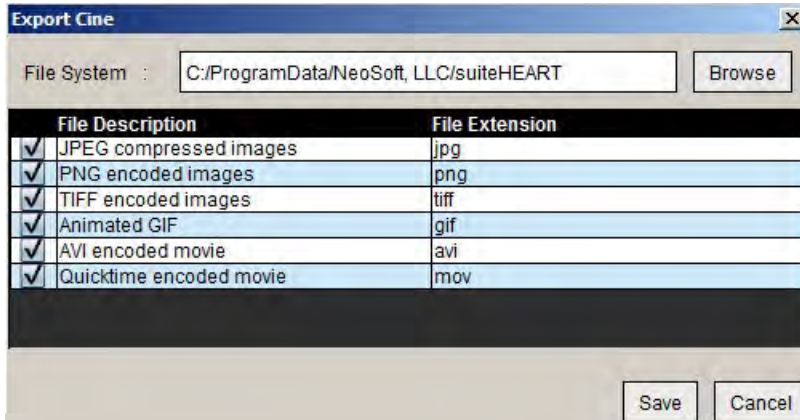 Export Cine
File System : C:/ProgramData/NeoSoft, LLC/suiteHEART Browse
File Description File Extension
JPEG compressed images jpg
PNG encoded images png
TIFF encoded images tiff
Animated GIF gif
AVI encoded movie avi
Quicktime encoded movie mov
Save Cancel